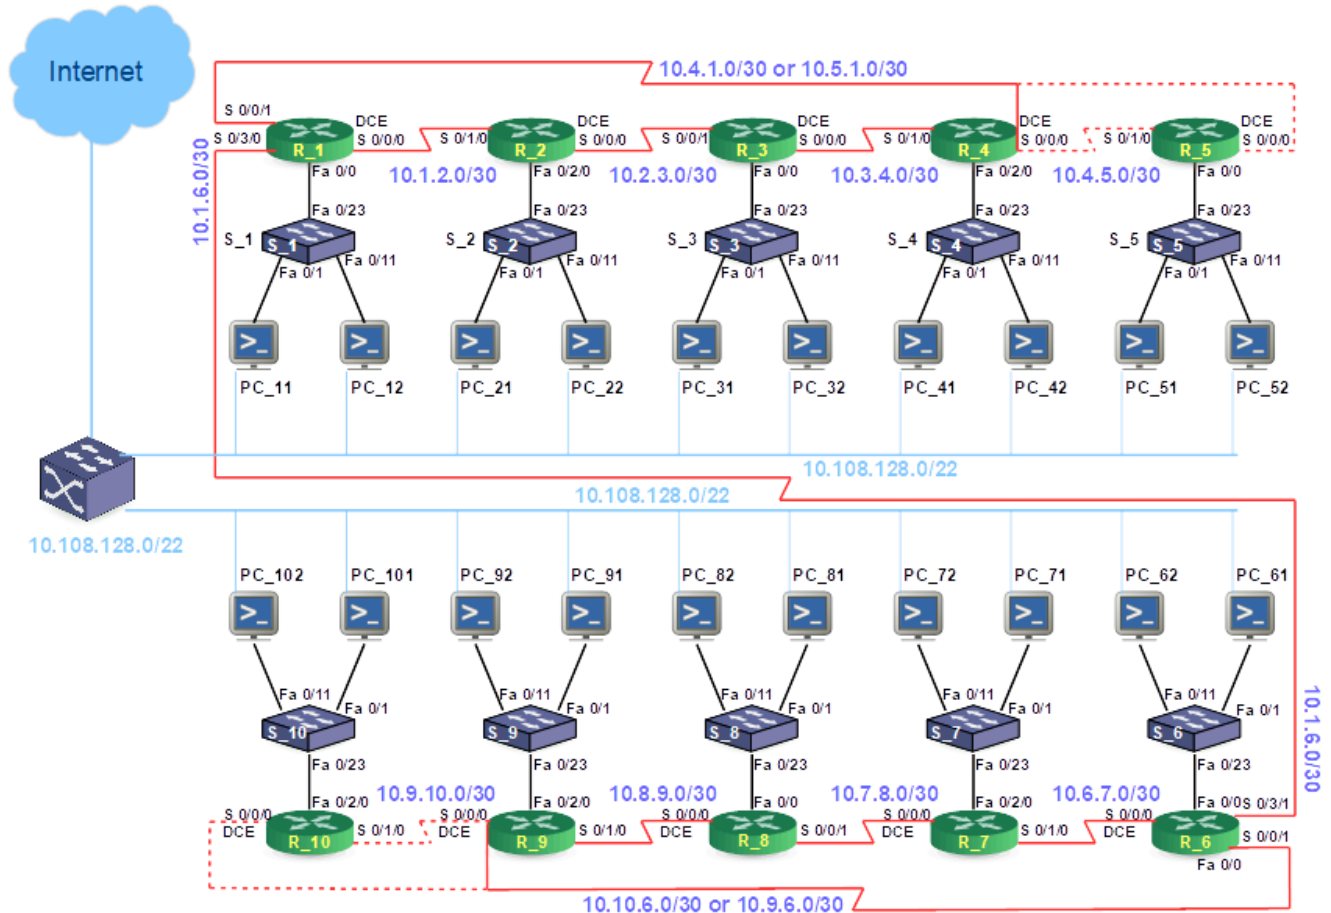 Internet
10.4.1.0/30 or 10.5.1.0/30
S 0/0/1
S 0/3/0
R_1
DCE
S 0/0/0
S 0/1/0
R_2
DCE
S 0/0/0
S 0/0/1
R_3
DCE
S 0/0/0
S 0/1/0
R_4
DCE
S 0/0/0
S 0/1/0
R_5
DCE
S 0/0/0
10.1.6.0/30
Fa 0/0
10.1.2.0/30
Fa 0/2/0
10.2.3.0/30
Fa 0/0
10.3.4.0/30
Fa 0/2/0
10.4.5.0/30
Fa 0/0
Fa 0/23
Fa 0/23
Fa 0/23
Fa 0/23
Fa 0/23
S_1
S_1
S_2
S_2
S_3
S_3
S_4
S_4
S_5
S_5
Fa 0/1
Fa 0/11
Fa 0/1
Fa 0/11
Fa 0/1
Fa 0/11
Fa 0/1
Fa 0/11
Fa 0/1
Fa 0/11
>_
>_
>_
>_
>_
>_
>_
>_
>_
>_
PC_11
PC_12
PC_21
PC_22
PC_31
PC_32
PC_41
PC_42
PC_51
PC_52
10.108.128.0/22
10.108.128.0/22
10.108.128.0/22
PC_102
PC_101
PC_92
PC_91
PC_82
PC_81
PC_72
PC_71
PC_62
PC_61
>_
>_
>_
>_
>_
>_
>_
>_
>_
>_
Fa 0/11
Fa 0/1
Fa 0/11
Fa 0/1
Fa 0/11
Fa 0/1
Fa 0/11
Fa 0/1
Fa 0/11
Fa 0/1
S_10
S_9
S_8
S_7
S_6
10.1.6.0/30
Fa 0/23
Fa 0/23
Fa 0/23
Fa 0/23
Fa 0/23
10.9.10.0/30
10.8.9.0/30
10.7.8.0/30
10.6.7.0/30
Fa 0/2/0
Fa 0/2/0
Fa 0/0
Fa 0/2/0
Fa 0/0
S 0/3/1
S 0/0/0
DCE
R_10
S 0/1/0
S 0/0/0
DCE
R_9
S 0/1/0
S 0/0/0
DCE
R_8
S 0/0/1
S 0/0/0
DCE
R_7
S 0/1/0
S 0/0/0
DCE
R_6
S 0/0/1
Fa 0/0
10.10.6.0/30 or 10.9.6.0/30